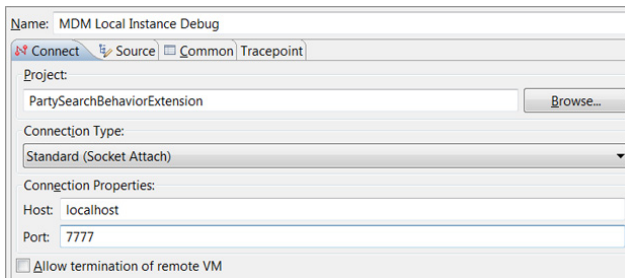 Name: MDM Local Instance Debug
Connect Source Common Tracepoint
Project:
PartySearchBehaviorExtension Browse...
Connection Type:
Standard (Socket Attach)
Connection Properties:
Host: localhost
Port: 7777
Allow termination of remote VM